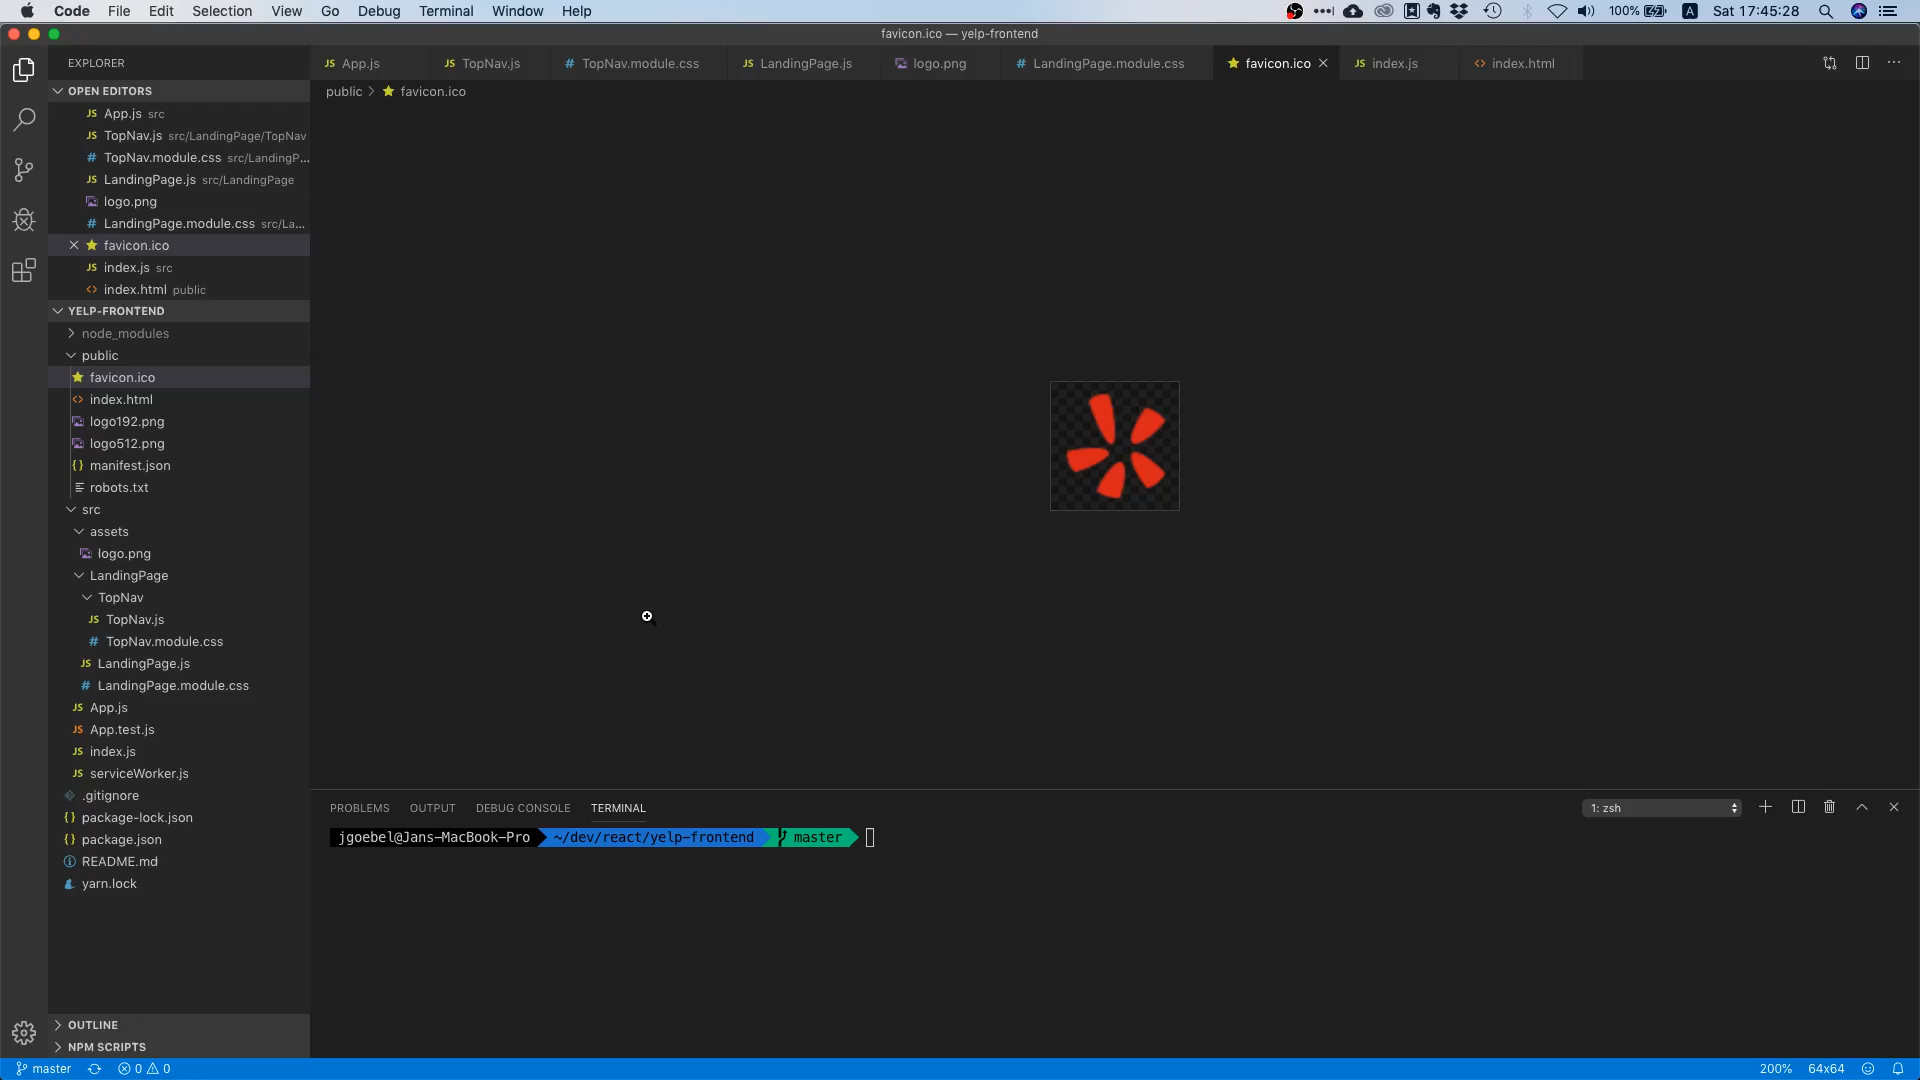 Code File Edit Selection View Go Debug Terminal Window Help 100% A Sat 17:45:28
favicon.ico — yelp-frontend
EXPLORER
JS App.js JS TopNav.js # TopNav.module.css JS LandingPage.js logo.png # LandingPage.module.css favicon.ico JS index.js <> index.html
public > favicon.ico
OPEN EDITORS
JS App.js src
JS TopNav.js src/LandingPage/TopNav
# TopNav.module.css src/LandingP...
JS LandingPage.js src/LandingPage
logo.png
# LandingPage.module.css src/La...
favicon.ico
JS index.js src
<> index.html public
YELP-FRONTEND
node_modules
public
favicon.ico
<> index.html
logo192.png
logo512.png
{} manifest.json
robots.txt
src
assets
logo.png
LandingPage
TopNav
JS TopNav.js
# TopNav.module.css
JS LandingPage.js
# LandingPage.module.css
JS App.js
JS App.test.js
JS index.js
JS serviceWorker.js
.gitignore
{} package-lock.json
{} package.json
README.md
yarn.lock
OUTLINE
NPM SCRIPTS
PROBLEMS OUTPUT DEBUG CONSOLE TERMINAL 1: zsh
jgoebel@Jans-MacBook-Pro ~/dev/react/yelp-frontend master
master 0 0 200% 64x64